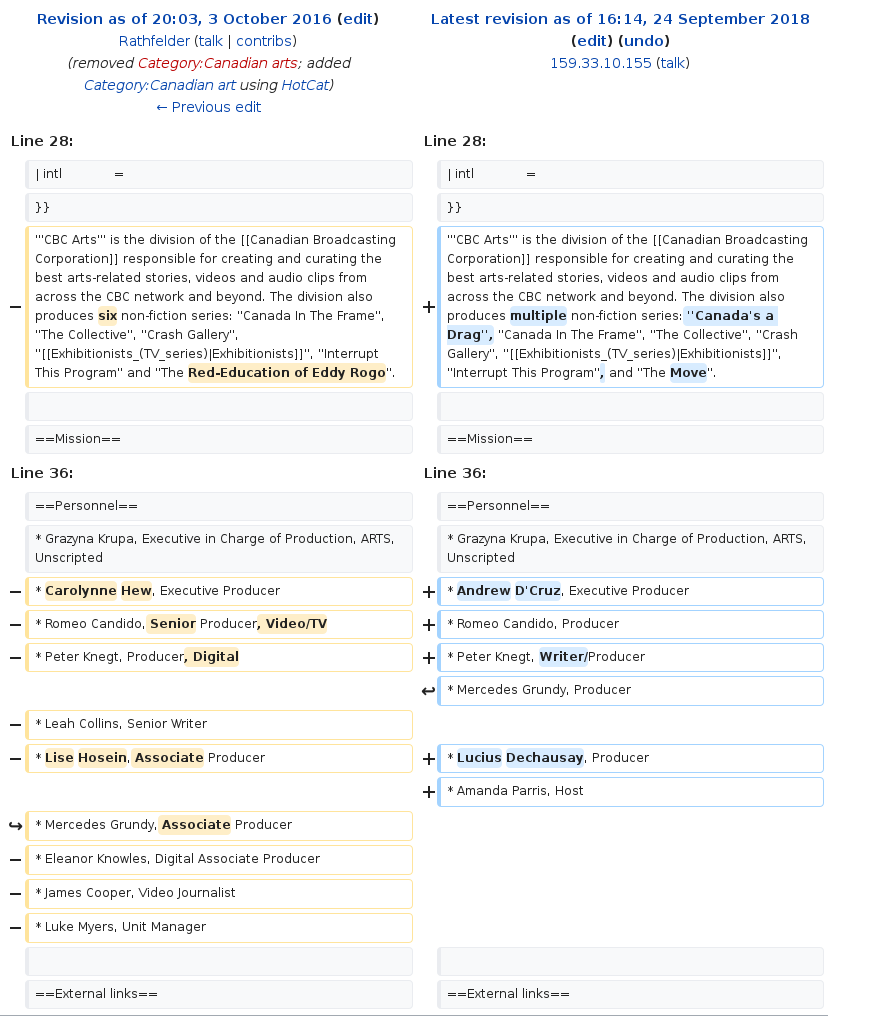 Revision as of 20:03, 3 October 2016 (edit)
Rathfelder (talk | contribs)
(removed Category:Canadian arts; added
Category:Canadian art using HotCat)
← Previous edit
Latest revision as of 16:14, 24 September 2018
(edit) (undo)
159.33.10.155 (talk)
Line 28:
Line 28:
| intl =
| intl =
}}
}}
− '''CBC Arts''' is the division of the [[Canadian Broadcasting
Corporation]] responsible for creating and curating the
best arts-related stories, videos and audio clips from
across the CBC network and beyond. The division also
produces six non-fiction series: ''Canada In The Frame'',
''The Collective'', ''Crash Gallery'',
''[[Exhibitionists_(TV_series)|Exhibitionists]]'', ''Interrupt
This Program'' and ''The Red-Education of Eddy Rogo''.
+ '''CBC Arts''' is the division of the [[Canadian Broadcasting
Corporation]] responsible for creating and curating the
best arts-related stories, videos and audio clips from
across the CBC network and beyond. The division also
produces multiple non-fiction series: ''Canada's a
Drag'', ''Canada In The Frame'', ''The Collective'', ''Crash
Gallery'', ''[[Exhibitionists_(TV_series)|Exhibitionists]]'',
''Interrupt This Program'', and ''The Move''.
==Mission==
==Mission==
Line 36:
Line 36:
==Personnel==
==Personnel==
* Grazyna Krupa, Executive in Charge of Production, ARTS,
Unscripted
* Grazyna Krupa, Executive in Charge of Production, ARTS,
Unscripted
− * Carolynne Hew, Executive Producer
+ * Andrew D'Cruz, Executive Producer
− * Romeo Candido, Senior Producer, Video/TV
+ * Romeo Candido, Producer
− * Peter Knegt, Producer, Digital
+ * Peter Knegt, Writer/Producer
↩ * Mercedes Grundy, Producer
− * Leah Collins, Senior Writer
− * Lise Hosein, Associate Producer
+ * Lucius Dechausay, Producer
+ * Amanda Parris, Host
↪ * Mercedes Grundy, Associate Producer
− * Eleanor Knowles, Digital Associate Producer
− * James Cooper, Video Journalist
− * Luke Myers, Unit Manager
==External links==
==External links==